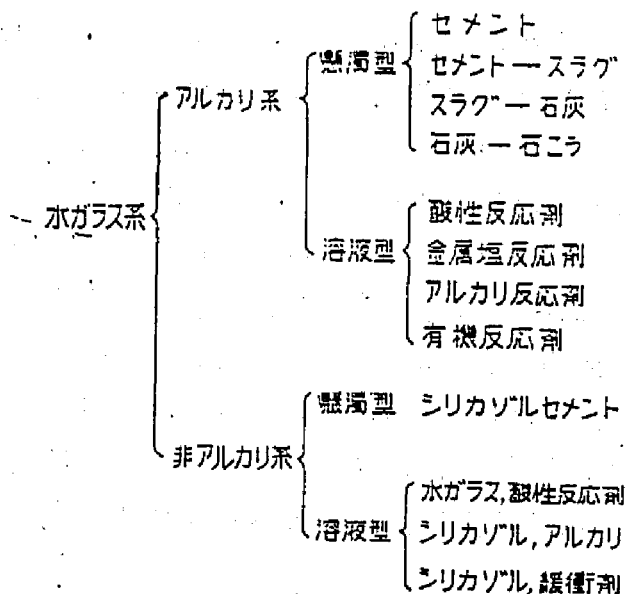 水ガラス系
アルカリ系
懸濁型
セメント
セメント―スラグ
スラグ―石灰
石灰―石こう
溶液型
酸性反応剤
金属塩反応剤
アルカリ反応剤
有機反応剤
非アルカリ系
懸濁型 シリカゾルセメント
溶液型
水ガラス,酸性反応剤
シリカゾル,アルカリ
シリカゾル,緩衝剤